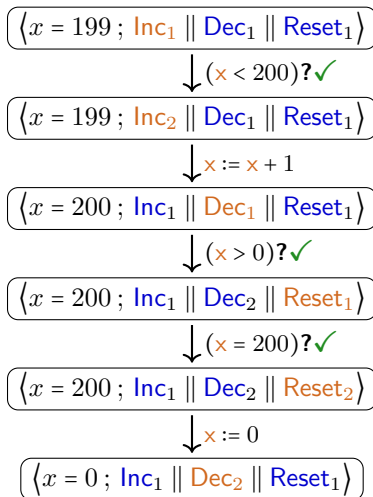 ⟨x = 199 ; Inc₁ || Dec₁ || Reset₁⟩
(x < 200)?✓
⟨x = 199 ; Inc₂ || Dec₁ || Reset₁⟩
x := x + 1
⟨x = 200 ; Inc₁ || Dec₁ || Reset₁⟩
(x > 0)?✓
⟨x = 200 ; Inc₁ || Dec₂ || Reset₁⟩
(x = 200)?✓
⟨x = 200 ; Inc₁ || Dec₂ || Reset₂⟩
x := 0
⟨x = 0 ; Inc₁ || Dec₂ || Reset₁⟩